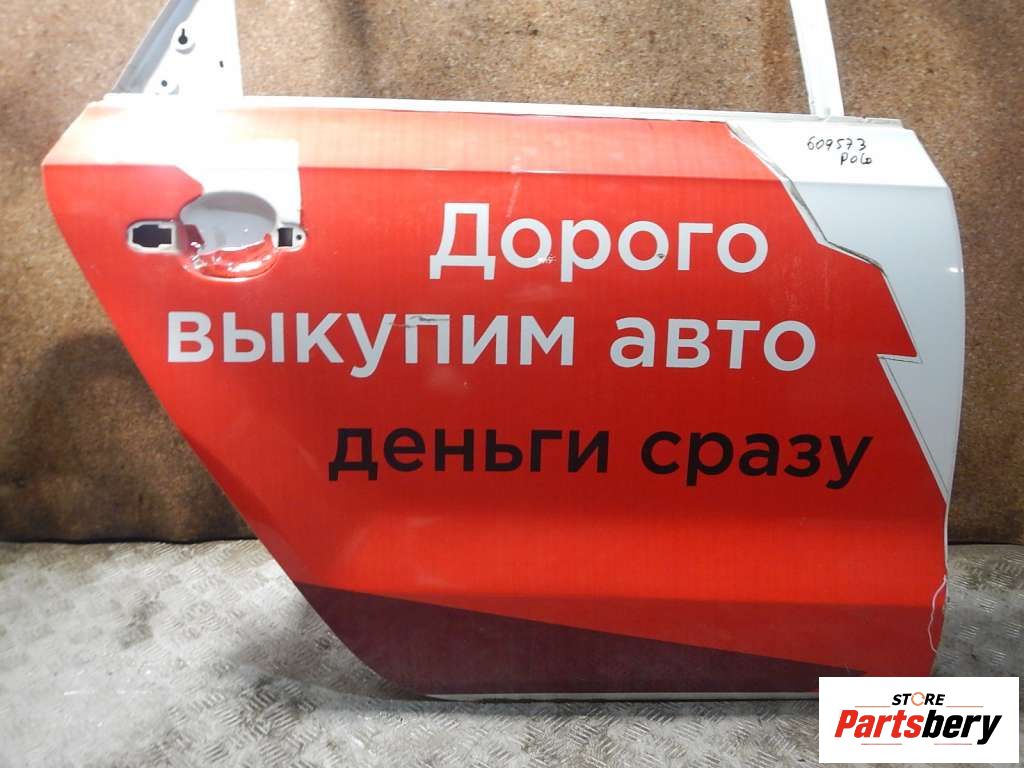 609573
POLO
Дорого
выкупим авто
деньги сразу
STORE
Partsbery